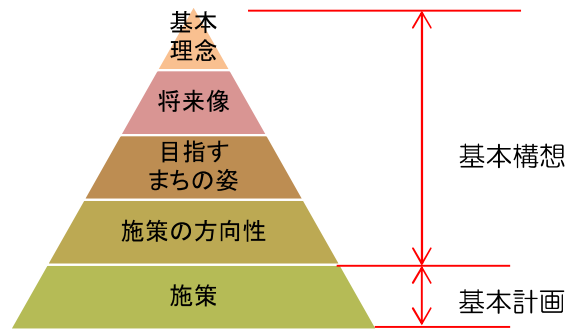 基本
理念
将来像
目指す
まちの姿
施策の方向性
施策
基本構想
基本計画